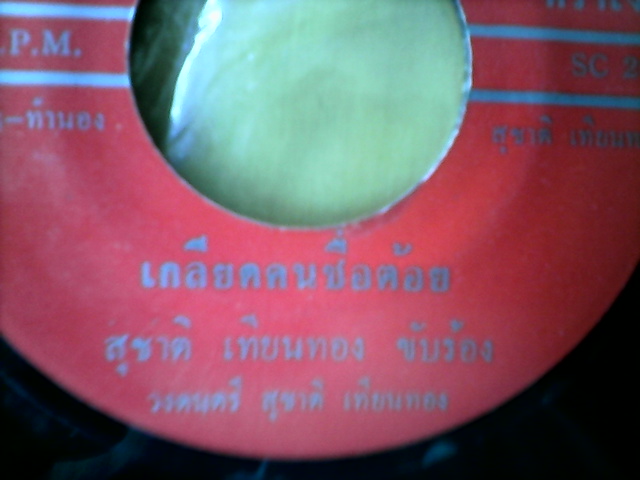 .P.M.
SC 2
-ทำนอง
สุชาติ เทียนท
เกลียดคนชื่อต้อย
สุชาติ เทียนทอง ขับร้อง
วงดนตรี สุชาติ เทียนทอง